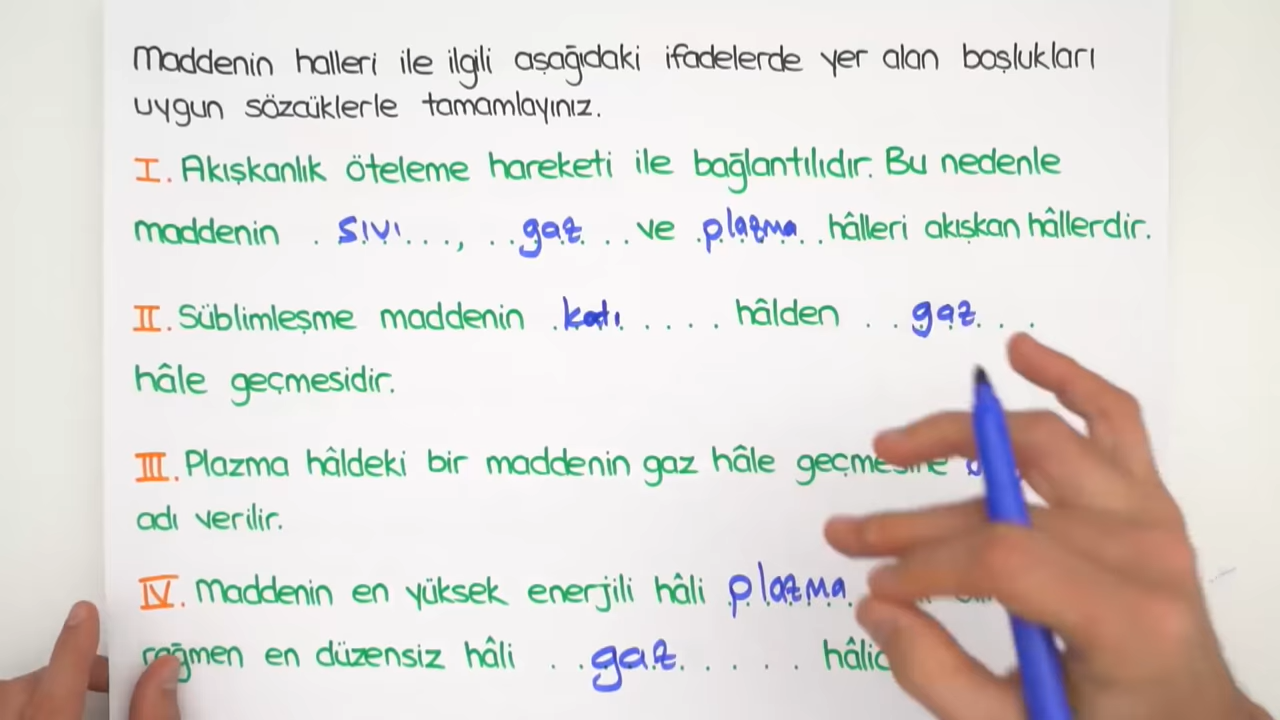 Maddenin halleri ile ilgili aşağıdaki ifadelerde yer alan boşlukları
uygun sözcüklerle tamamlayınız.
I. Akışkanlık öteleme hareketi ile bağlantılıdır. Bu nedenle
maddenin . sıvı..., ..gaz...ve .plazma..hâlleri akışkan hâllerdir.
II. Süblimleşme maddenin .katı.... hâlden ..gaz...
hâle geçmesidir.
III. Plazma hâldeki bir maddenin gaz hâle geçmesine
adı verilir.
IV. Maddenin en yüksek enerjili hâli plazma
rağmen en düzensiz hâli ..gaz.....